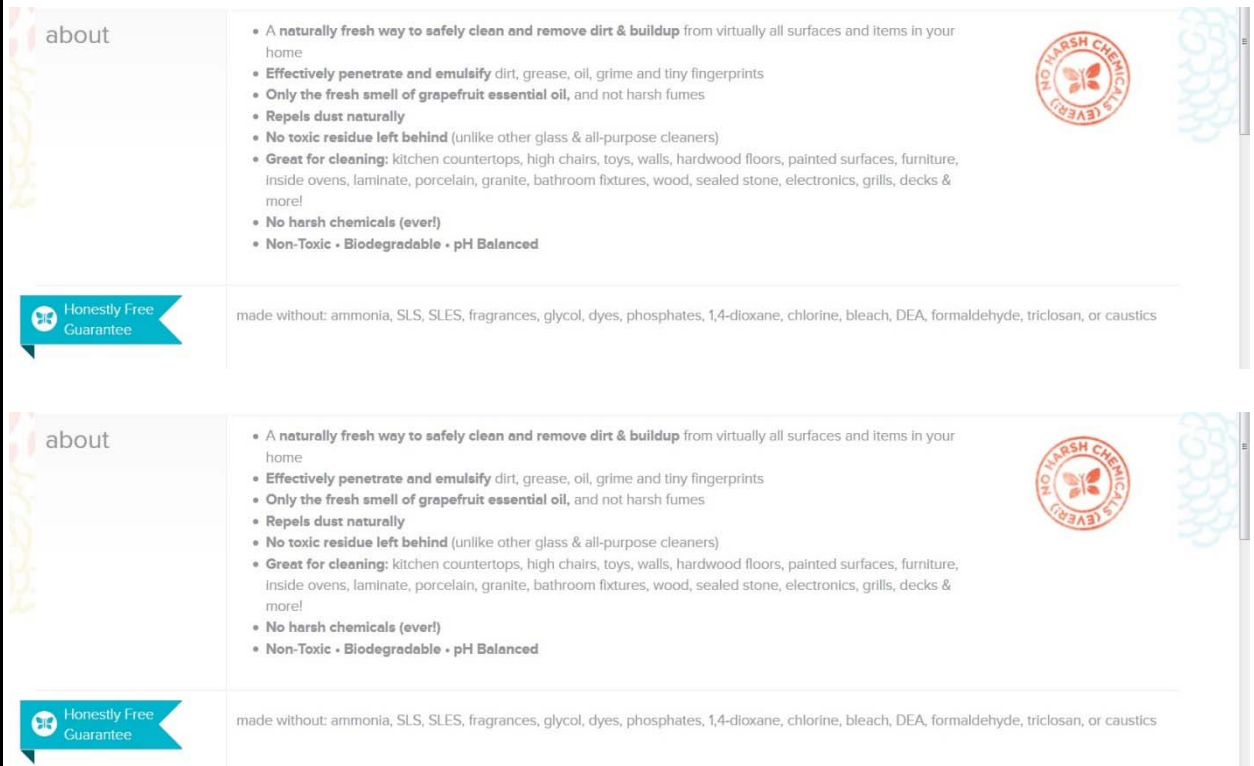 about
• A naturally fresh way to safely clean and remove dirt & buildup from virtually all surfaces and items in your
home
• Effectively penetrate and emulsify dirt, grease, oil, grime and tiny fingerprints
• Only the fresh smell of grapefruit essential oil, and not harsh fumes
• Repels dust naturally
• No toxic residue left behind (unlike other glass & all-purpose cleaners)
• Great for cleaning: kitchen countertops, high chairs, toys, walls, hardwood floors, painted surfaces, furniture,
inside ovens, laminate, porcelain, granite, bathroom fixtures, wood, sealed stone, electronics, grills, decks &
more!
• No harsh chemicals (ever!)
• Non-Toxic • Biodegradable • pH Balanced
NO HARSH CHEMICALS (EVER!)
Honestly Free
Guarantee
made without: ammonia, SLS, SLES, fragrances, glycol, dyes, phosphates, 1,4-dioxane, chlorine, bleach, DEA, formaldehyde, triclosan, or caustics
about
• A naturally fresh way to safely clean and remove dirt & buildup from virtually all surfaces and items in your
home
• Effectively penetrate and emulsify dirt, grease, oil, grime and tiny fingerprints
• Only the fresh smell of grapefruit essential oil, and not harsh fumes
• Repels dust naturally
• No toxic residue left behind (unlike other glass & all-purpose cleaners)
• Great for cleaning: kitchen countertops, high chairs, toys, walls, hardwood floors, painted surfaces, furniture,
inside ovens, laminate, porcelain, granite, bathroom fixtures, wood, sealed stone, electronics, grills, decks &
more!
• No harsh chemicals (ever!)
• Non-Toxic • Biodegradable • pH Balanced
NO HARSH CHEMICALS (EVER!)
Honestly Free
Guarantee
made without: ammonia, SLS, SLES, fragrances, glycol, dyes, phosphates, 1,4-dioxane, chlorine, bleach, DEA, formaldehyde, triclosan, or caustics